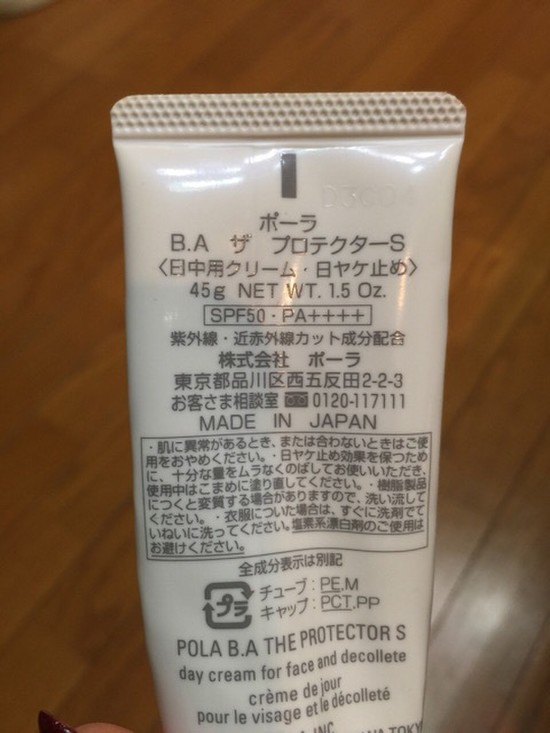 ポーラ
B.A ザ プロテクターS
〈日中用クリーム・日ヤケ止め〉
45g NET WT. 1.5 Oz.
SPF50・PA++++
紫外線・近赤外線カット成分配合
株式会社 ポーラ
東京都品川区西五反田2-2-3
お客さま相談室 0120-117111
MADE IN JAPAN
・肌に異常があるとき、または合わないときはご使
用をおやめください。・日ヤケ止め効果を保つため
に、十分な量をムラなくのばしてお使いいただき、
使用中はこまめに塗り直してください。・樹脂製品
につくと変質する場合がありますので、洗い流して
ください。・衣服についた場合は、すぐに洗剤でて
いねいに洗ってください。塩素系漂白剤のご使用は
お避けください。
全成分表示は別記
プラ
チューブ:PE.M
キャップ:PCT.PP
POLA B.A THE PROTECTOR S
day cream for face and decollete
crème de jour
pour le visage et le décolleté
INC.
TOKY